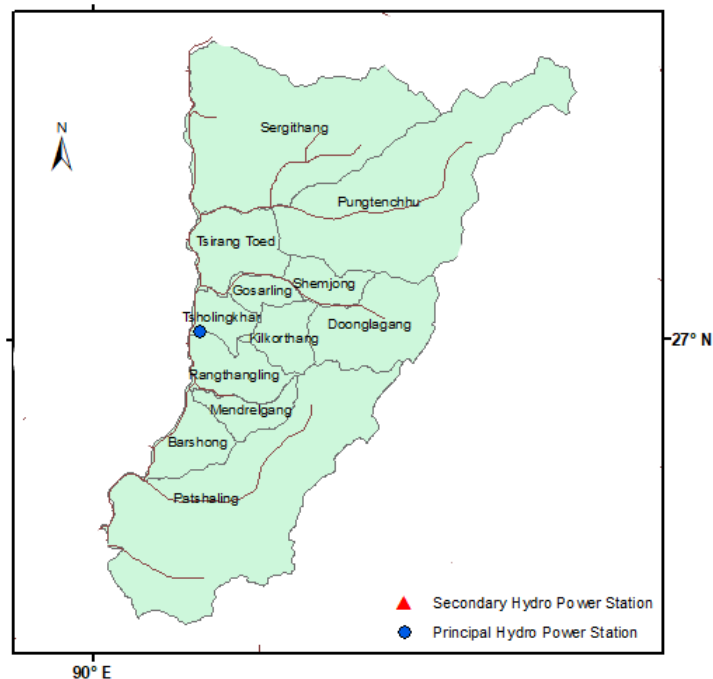 N
Sergithang
Pungtenchhu
Tsirang Toed
Shemjong
Gosarling
Tsholingkhar
Doonglagang
Kilkorthang
27° N
Rangthangling
Mendrelgang
Barshong
Patshaling
Secondary Hydro Power Station
Principal Hydro Power Station
90° E